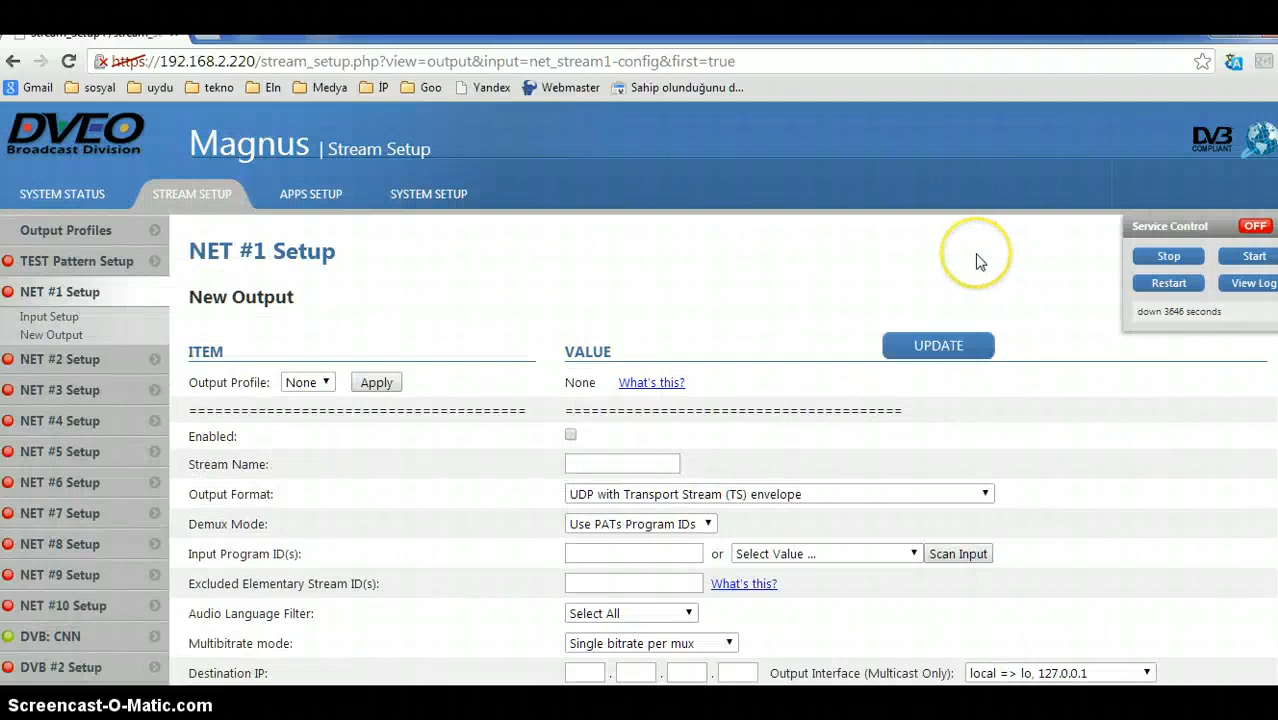 https://192.168.2.220/stream_setup.php?view=output&input=net_stream1-config&first=true
Gmail sosyal uydu tekno Eln Medya İP Goo Yandex Webmaster Sahip olunduğunu d...
DVEO
Broadcast Division
Magnus | Stream Setup
DVB
COMPLIANT
SYSTEM STATUS STREAM SETUP APPS SETUP SYSTEM SETUP
Output Profiles
TEST Pattern Setup
NET #1 Setup
Input Setup
New Output
NET #2 Setup
NET #3 Setup
NET #4 Setup
NET #5 Setup
NET #6 Setup
NET #7 Setup
NET #8 Setup
NET #9 Setup
NET #10 Setup
DVB: CNN
DVB #2 Setup
NET #1 Setup
New Output
Service Control OFF
Stop Start
Restart View Log
down 3646 seconds
UPDATE
ITEM VALUE
Output Profile: None Apply None What's this?
===================================== =====================================
Enabled:
Stream Name:
Output Format: UDP with Transport Stream (TS) envelope
Demux Mode: Use PATs Program IDs
Input Program ID(s): or Select Value ... Scan Input
Excluded Elementary Stream ID(s): What's this?
Audio Language Filter: Select All
Multibitrate mode: Single bitrate per mux
Destination IP: . . . Output Interface (Multicast Only): local => lo, 127.0.0.1
Screencast-O-Matic.com